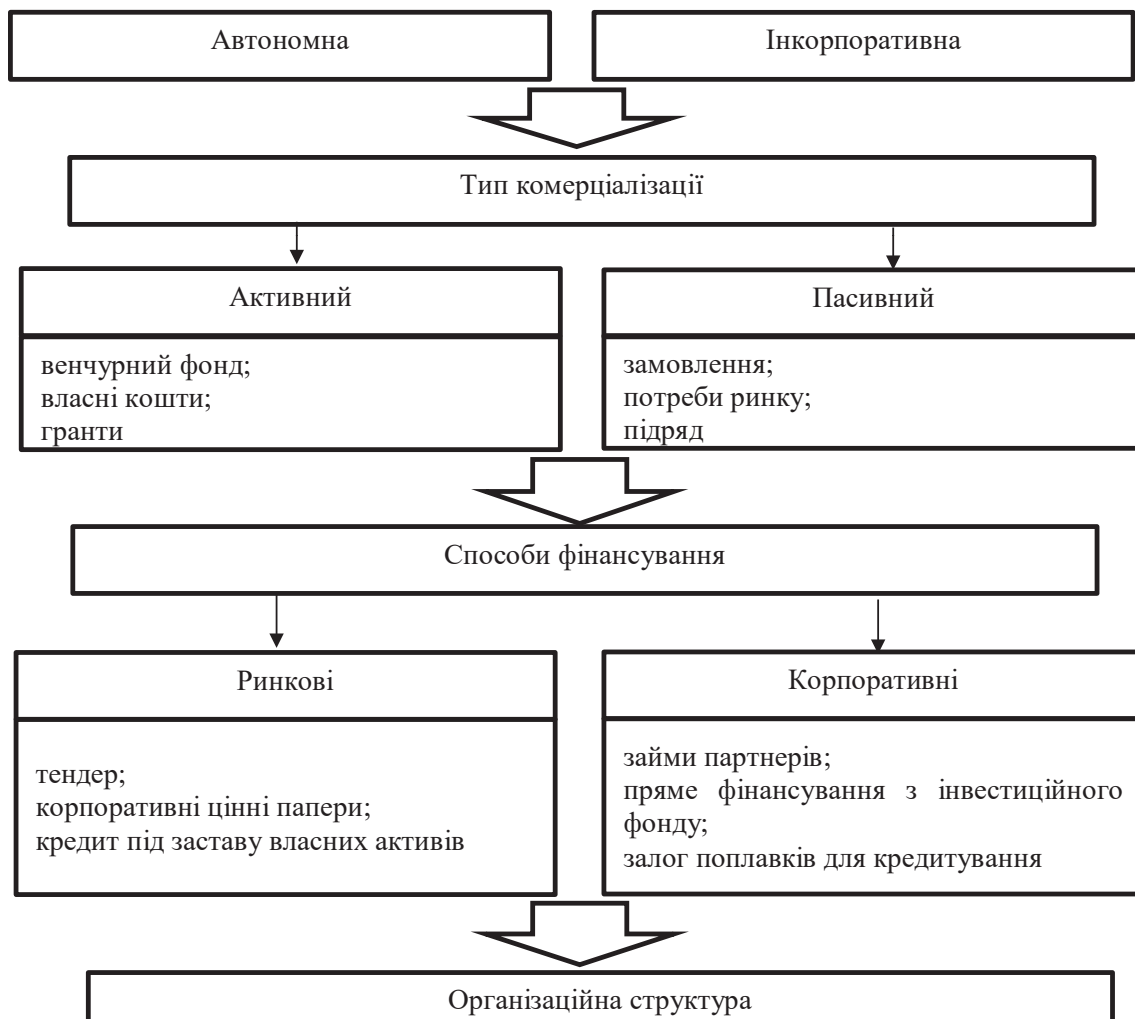 Автономна
Інкорпоративна
Тип комерціалізації
Активний
венчурний фонд;
власні кошти;
гранти
Пасивний
замовлення;
потреби ринку;
підряд
Способи фінансування
Ринкові
тендер;
корпоративні цінні папери;
кредит під заставу власних активів
Корпоративні
займи партнерів;
пряме фінансування з інвестиційного
фонду;
залог поплавків для кредитування
Організаційна структура